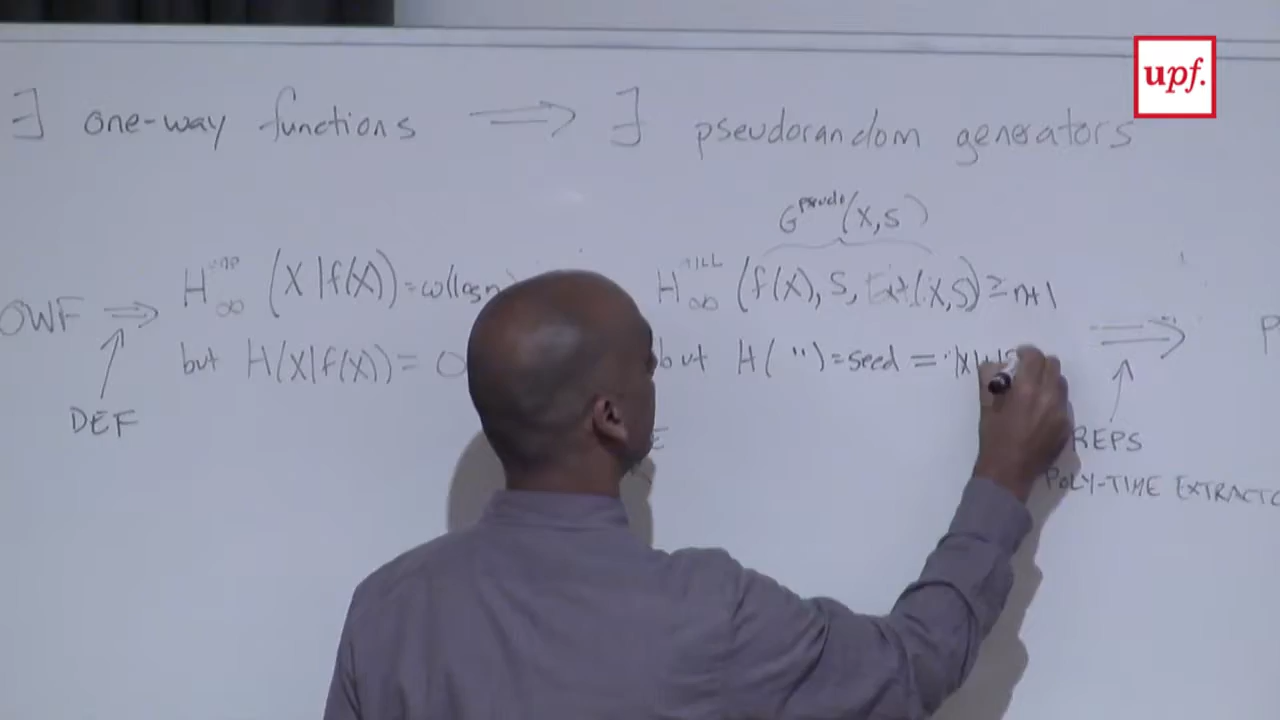 upf.
∃ one-way functions ⟹ ∃ pseudorandom generators
G^pseudo(X,S)
OWF ⟹ H∞ (X|f(X)) = ω(log n) H∞^HILL (f(X), S, Ext(X,S)) ≥ n+1 ⟹
but H(X|f(X)) = 0 but H( " ) = seed = |X|+|S
DEF
REPS
POLY-TIME EXTRACTO